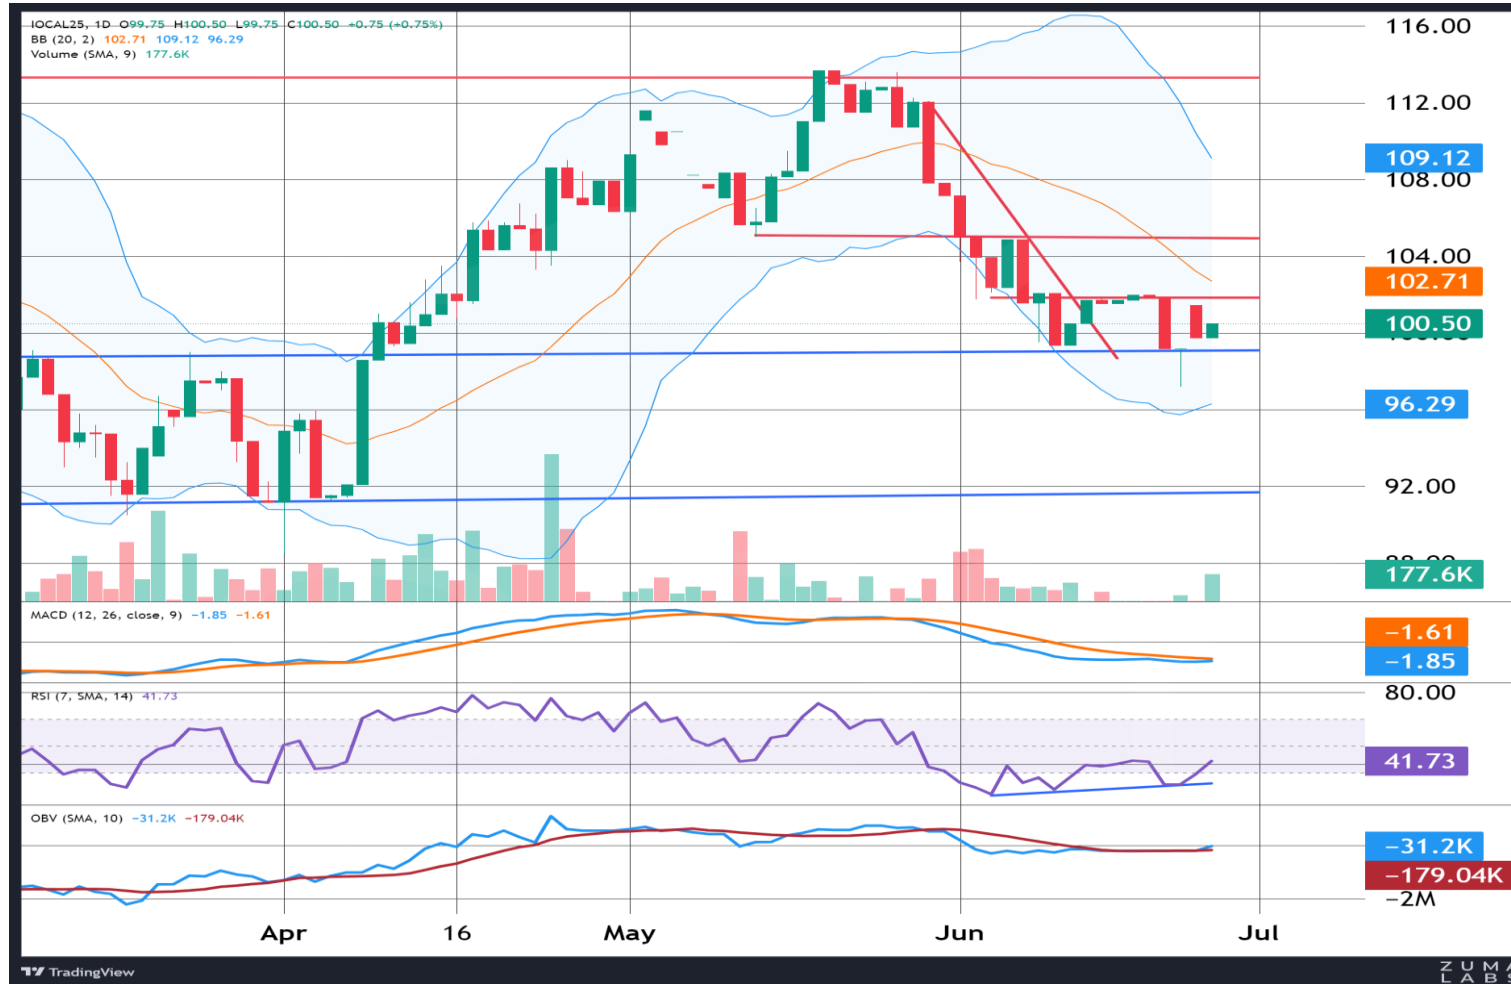 IOCAL25, 1D O99.75 H100.50 L99.75 C100.50 +0.75 (+0.75%)
BB (20, 2) 102.71 109.12 96.29
Volume (SMA, 9) 177.6K
116.00
112.00
109.12
108.00
104.00
102.71
100.50
96.29
92.00
177.6K
MACD (12, 26, close, 9) −1.85 −1.61
−1.61
−1.85
RSI (7, SMA, 14) 41.73
80.00
41.73
OBV (SMA, 10) −31.2K −179.04K
−31.2K
−179.04K
−2M
Apr 16 May Jun Jul
TradingView
ZUMA
LABS